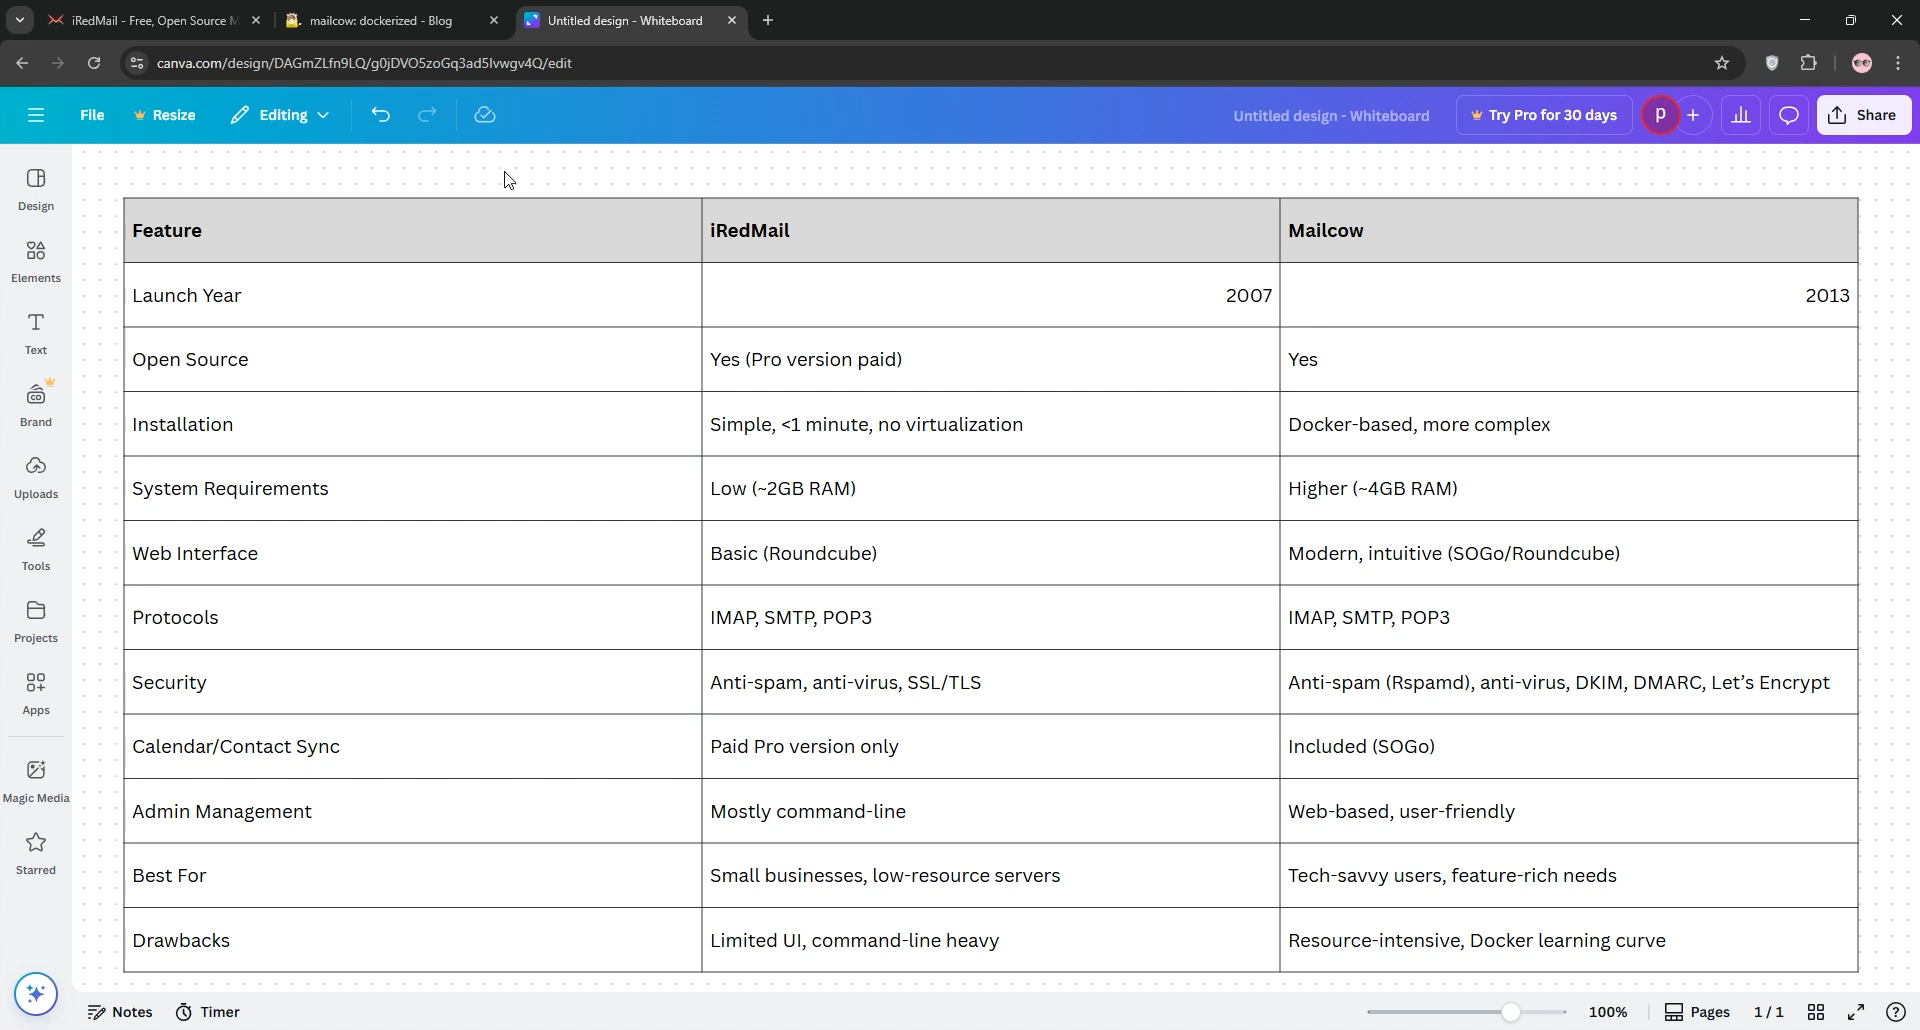 iRedMail - Free, Open Source M
mailcow: dockerized - Blog
Untitled design - Whiteboard
canva.com/design/DAGmZLfn9LQ/g0jDVO5zoGq3ad5lvwgv4Q/edit
File
Resize
Editing
Untitled design - Whiteboard
Try Pro for 30 days
P
Share
Design
Elements
Text
Brand
Uploads
Tools
Projects
Apps
Magic Media
Starred
Feature iRedMail Mailcow
Launch Year 2007 2013
Open Source Yes (Pro version paid) Yes
Installation Simple, <1 minute, no virtualization Docker-based, more complex
System Requirements Low (~2GB RAM) Higher (~4GB RAM)
Web Interface Basic (Roundcube) Modern, intuitive (SOGo/Roundcube)
Protocols IMAP, SMTP, POP3 IMAP, SMTP, POP3
Security Anti-spam, anti-virus, SSL/TLS Anti-spam (Rspamd), anti-virus, DKIM, DMARC, Let’s Encrypt
Calendar/Contact Sync Paid Pro version only Included (SOGo)
Admin Management Mostly command-line Web-based, user-friendly
Best For Small businesses, low-resource servers Tech-savvy users, feature-rich needs
Drawbacks Limited UI, command-line heavy Resource-intensive, Docker learning curve
Notes
Timer
100%
Pages
1 / 1